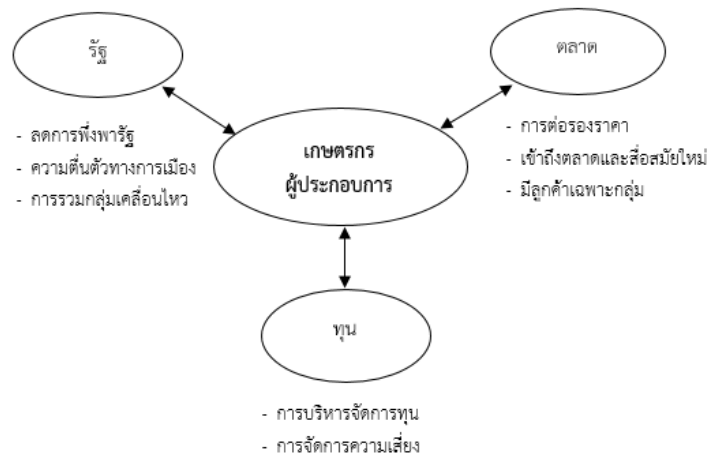 รัฐ
- ลดการพึ่งพารัฐ
- ความตื่นตัวทางการเมือง
- การรวมกลุ่มเคลื่อนไหว
ตลาด
- การต่อรองราคา
- เข้าถึงตลาดและสื่อสมัยใหม่
- มีลูกค้าเฉพาะกลุ่ม
เกษตรกร
ผู้ประกอบการ
ทุน
- การบริหารจัดการทุน
- การจัดการความเสี่ยง